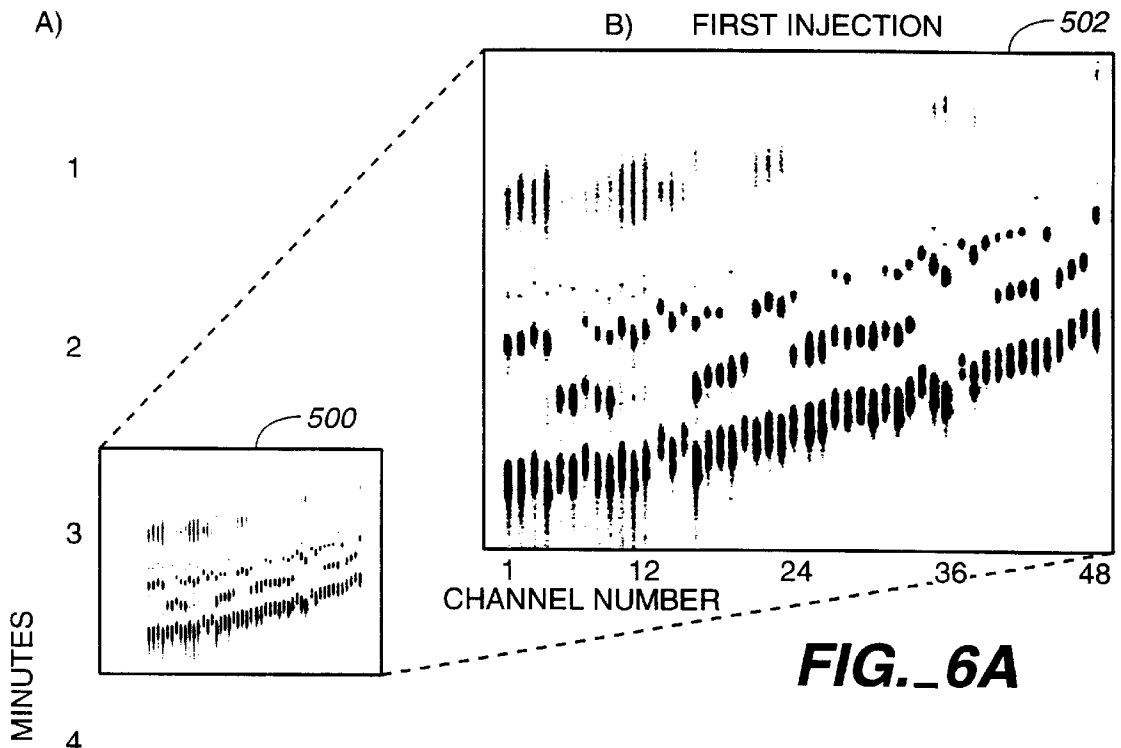 A)
B) FIRST INJECTION
502
1
2
500
3
1 12 24 36 48
CHANNEL NUMBER
MINUTES
FIG._6A
4